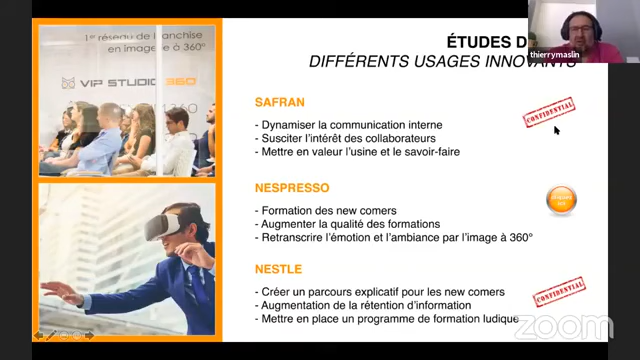 1er réseau de franchise
en image à 360°
VIP STUDIO 360
ÉTUDES D
DIFFÉRENTS USAGES INNOVANTS
thierrymaslin
SAFRAN
- Dynamiser la communication interne
- Susciter l'intérêt des collaborateurs
- Mettre en valeur l'usine et le savoir-faire
CONFIDENTIAL
NESPRESSO
- Formation des new comers
- Augmenter la qualité des formations
- Retranscrire l'émotion et l'ambiance par l'image à 360°
NESTLE
- Créer un parcours explicatif pour les new comers
- Augmentation de la rétention d'information
- Mettre en place un programme de formation ludique
CONFIDENTIAL
zoom